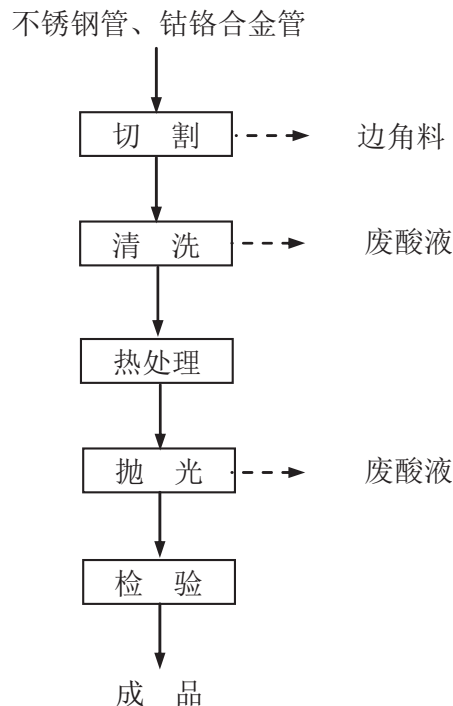 不锈钢管、钴铬合金管
切 割
边角料
清 洗
废酸液
热处理
抛 光
废酸液
检 验
成 品